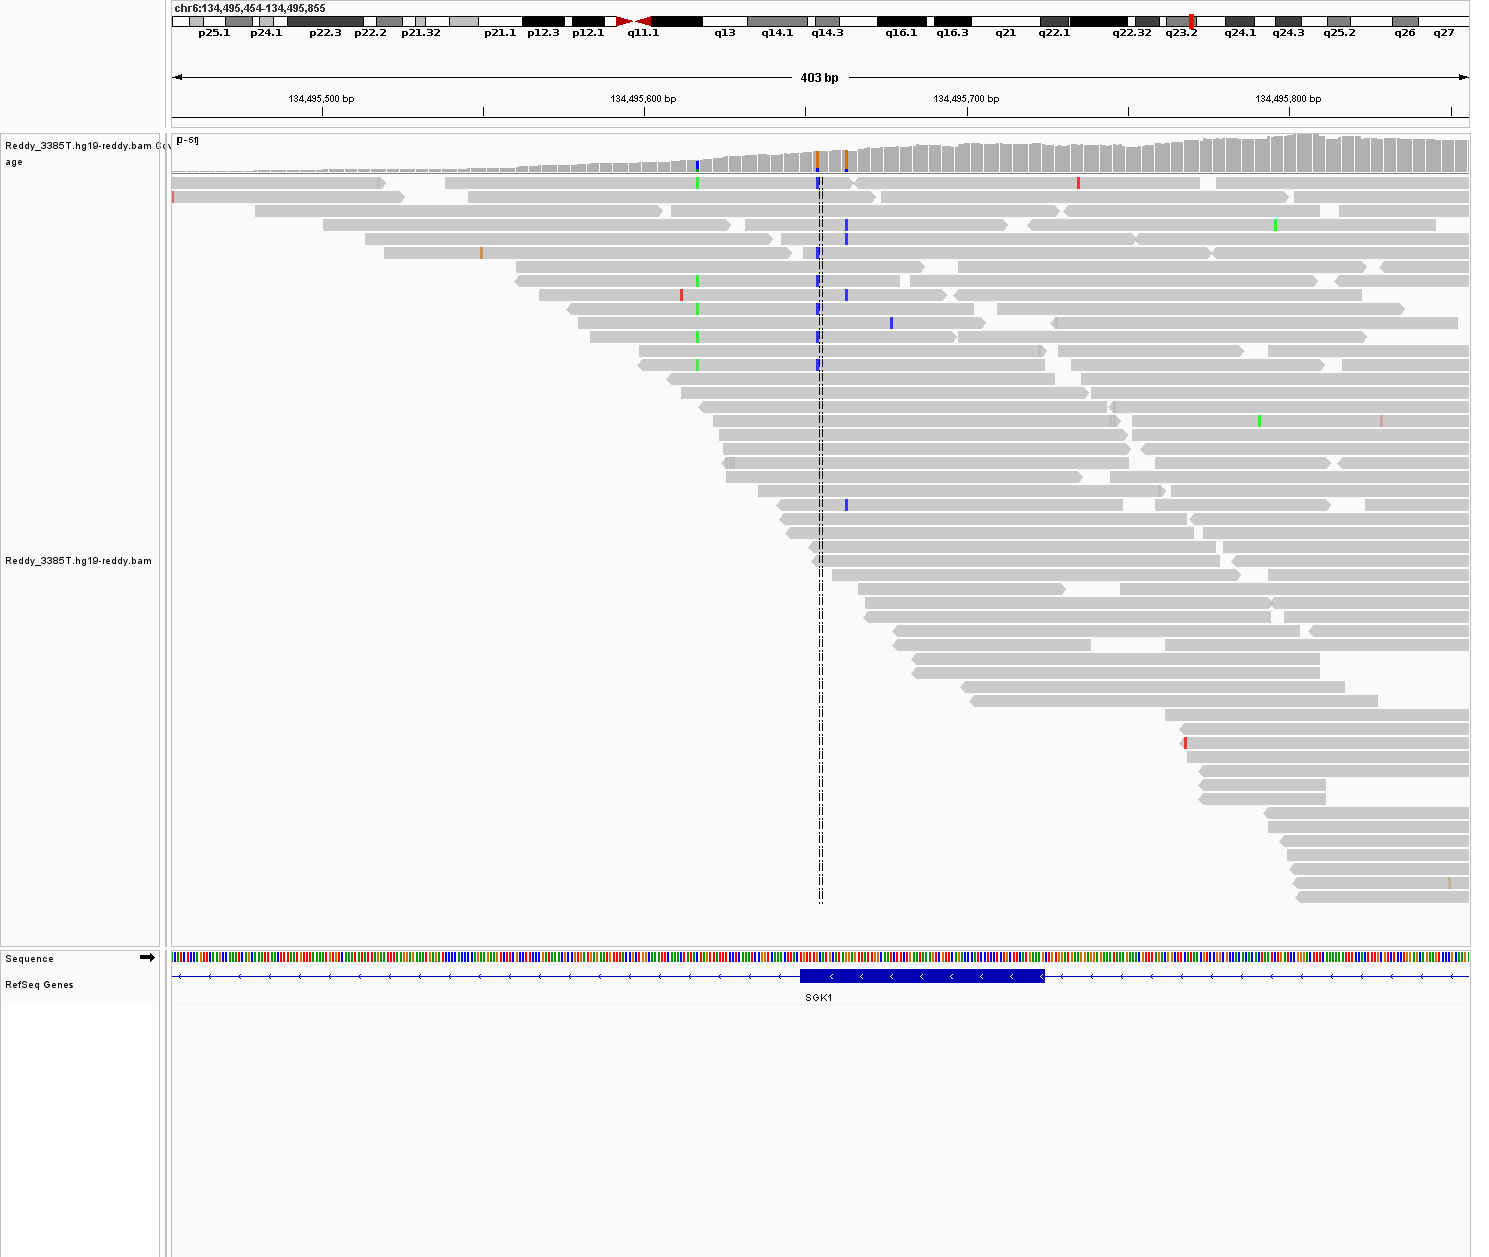 chr6:134,495,454-134,495,855
p25.1 p24.1 p22.3 p22.2 p21.32 p21.1 p12.3 p12.1 q11.1 q13 q14.1 q14.3 q16.1 q16.3 q21 q22.1 q22.32 q23.2 q24.1 q24.3 q25.2 q26 q27
403 bp
134,495,500 bp 134,495,600 bp 134,495,700 bp 134,495,800 bp
[0-51]
Reddy_3385T.hg19-reddy.bam Cov
age
Reddy_3385T.hg19-reddy.bam
Sequence
RefSeq Genes
SGK1